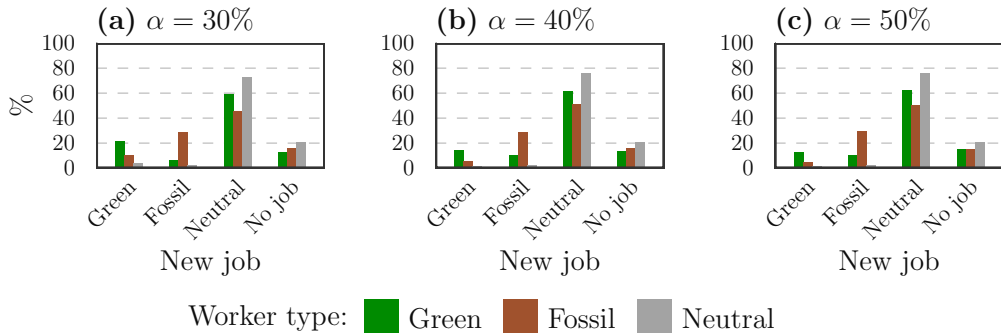 (a) α = 30%
(b) α = 40%
(c) α = 50%
%
100
80
60
40
20
0
Green
Fossil
Neutral
No job
New job
100
80
60
40
20
0
Green
Fossil
Neutral
No job
New job
100
80
60
40
20
0
Green
Fossil
Neutral
No job
New job
Worker type: Green Fossil Neutral